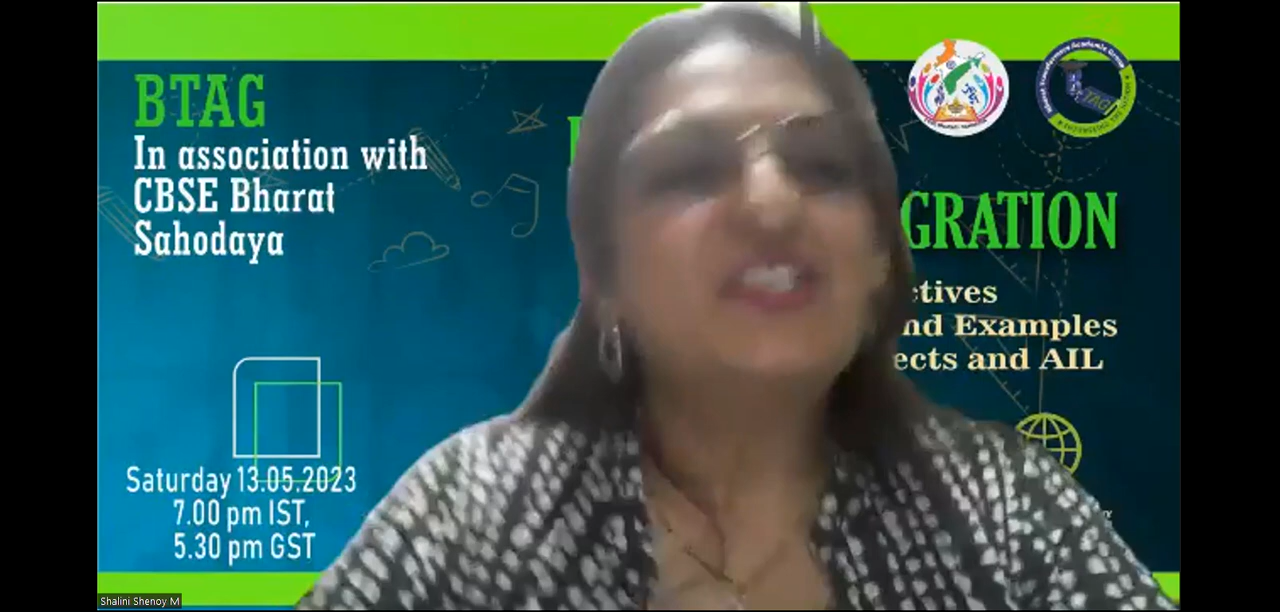 BTAG
In association with
CBSE Bharat
Sahodaya
GRATION
ctives
nd Examples
ects and AIL
Saturday 13.05.2023
7.00 pm IST,
5.30 pm GST
Shalini Shenoy M